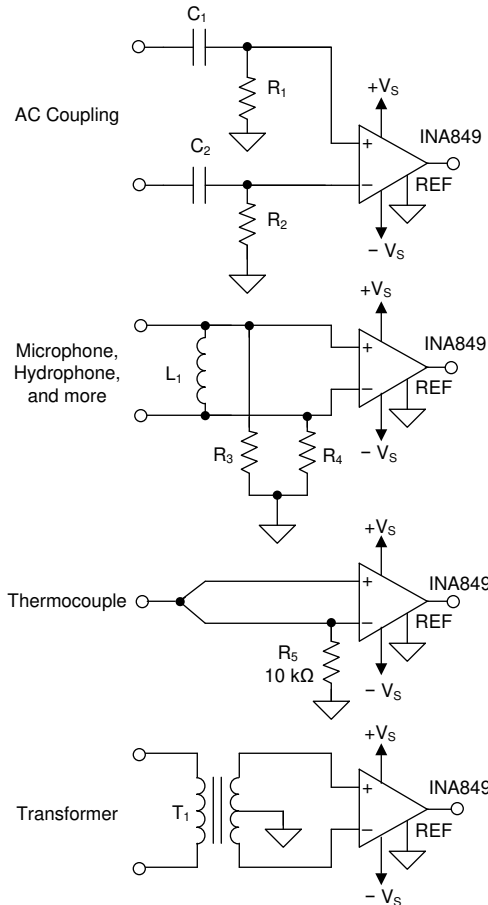 C1
R1
AC Coupling
+VS
INA849
+
−
REF
− VS
C2
R2
+VS
INA849
+
−
REF
− VS
Microphone,
Hydrophone,
and more
L1
R3
R4
+VS
INA849
+
−
REF
− VS
Thermocouple
R5
10 kΩ
+VS
INA849
+
−
REF
− VS
Transformer
T1